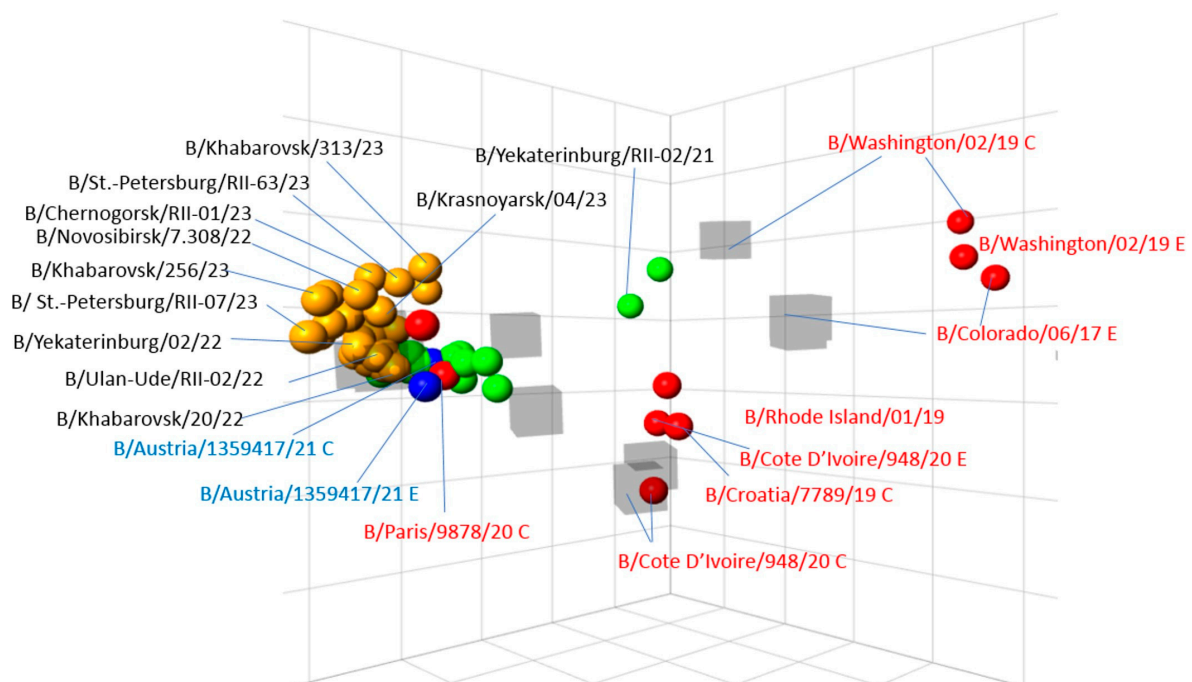 B/Khabarovsk/313/23
B/Yekaterinburg/RII-02/21
B/Washington/02/19 C
B/St.-Petersburg/RII-63/23
B/Krasnoyarsk/04/23
B/Chernogorsk/RII-01/23
B/Novosibirsk/7.308/22
B/Washington/02/19 E
B/Khabarovsk/256/23
B/ St.-Petersburg/RII-07/23
B/Colorado/06/17 E
B/Yekaterinburg/02/22
B/Ulan-Ude/RII-02/22
B/Khabarovsk/20/22
B/Rhode Island/01/19
B/Austria/1359417/21 C
B/Cote D’Ivoire/948/20 E
B/Austria/1359417/21 E
B/Croatia/7789/19 C
B/Paris/9878/20 C
B/Cote D’Ivoire/948/20 C